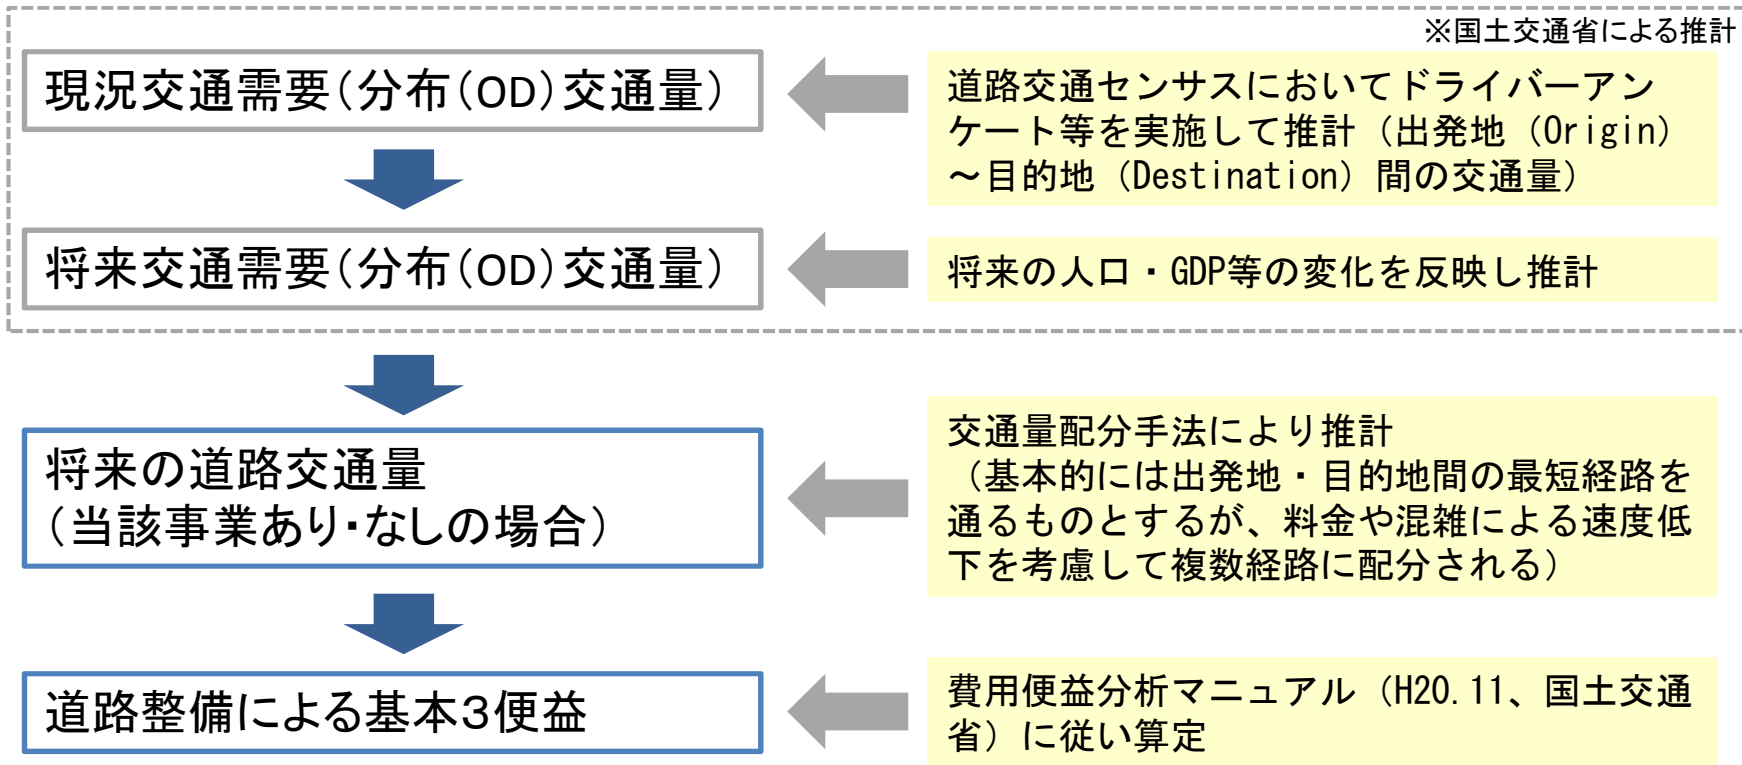 ※国土交通省による推計
現況交通需要(分布(OD)交通量)
道路交通センサスにおいてドライバーアン
ケート等を実施して推計（出発地（Origin）
～目的地（Destination）間の交通量）
将来交通需要(分布(OD)交通量)
将来の人口・GDP等の変化を反映し推計
将来の道路交通量
(当該事業あり・なしの場合)
交通量配分手法により推計
（基本的には出発地・目的地間の最短経路を
通るものとするが、料金や混雑による速度低
下を考慮して複数経路に配分される）
道路整備による基本３便益
費用便益分析マニュアル（H20.11、国土交通
省）に従い算定